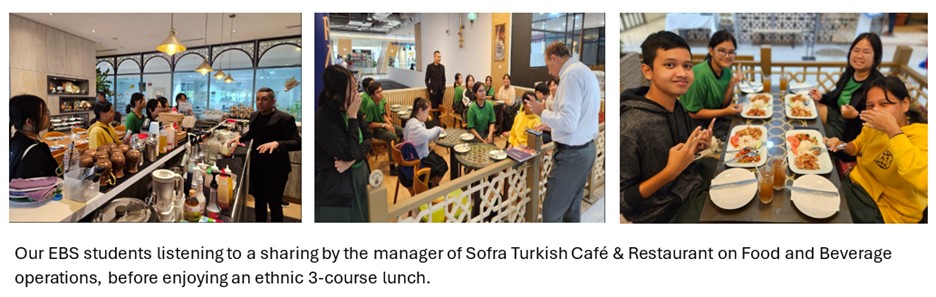 Our EBS students listening to a sharing by the manager of Sofra Turkish Café & Restaurant on Food and Beverage
operations, before enjoying an ethnic 3-course lunch.